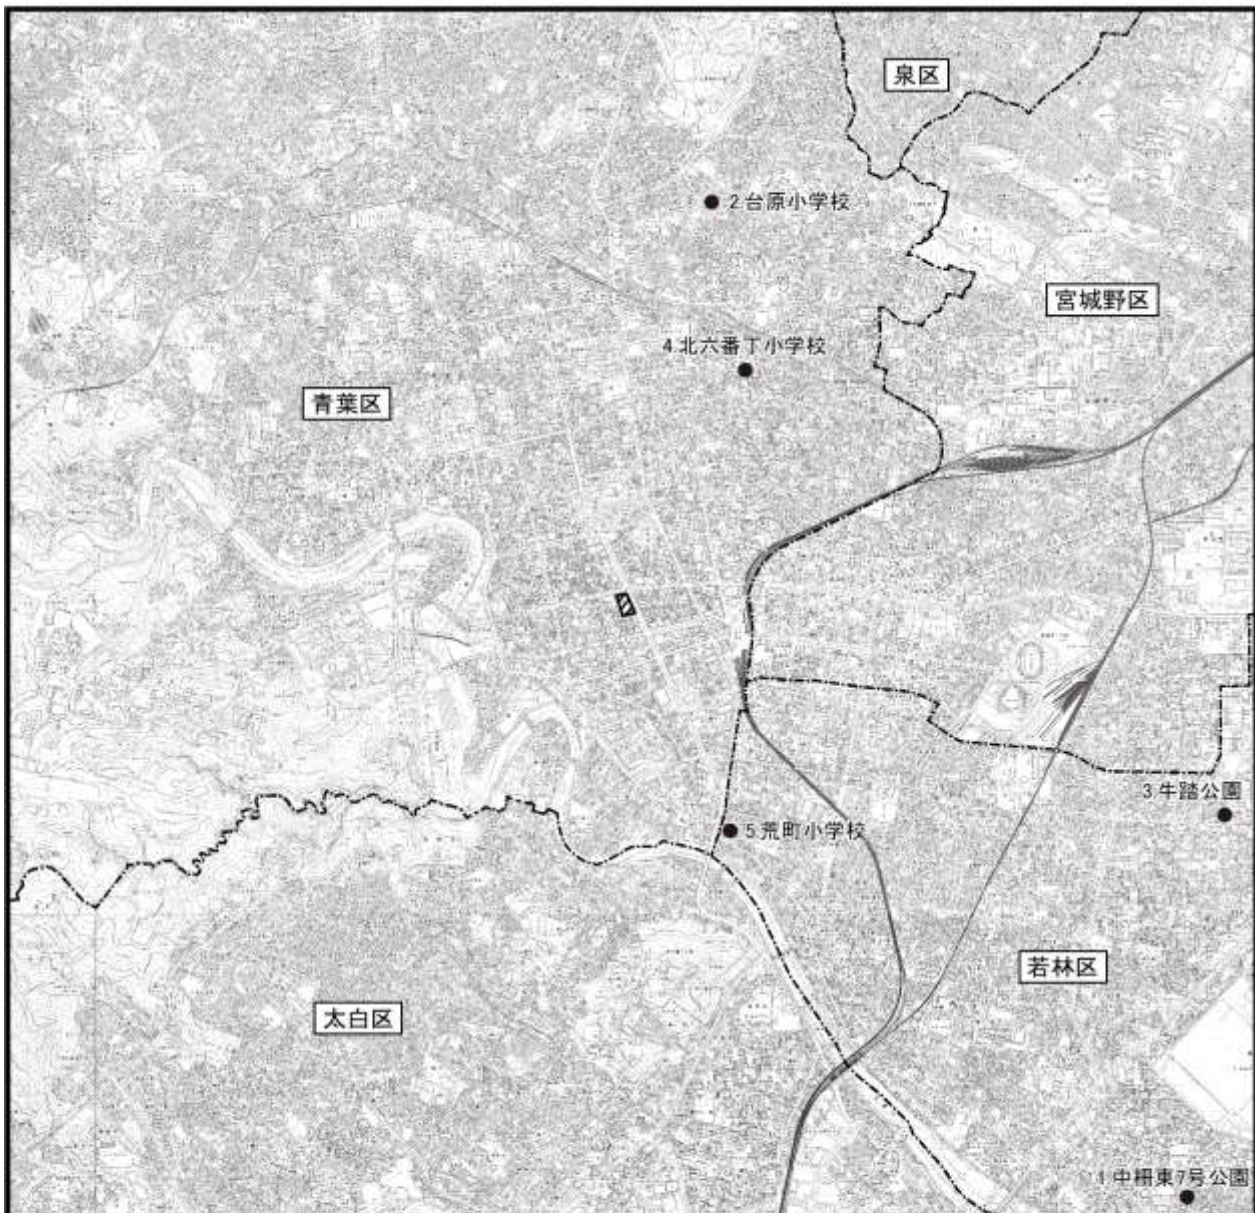 泉区
2 台原小学校
宮城野区
4 北六番丁小学校
青葉区
3 牛踏公園
5 荒町小学校
若林区
太白区
1 中柵東7号公園